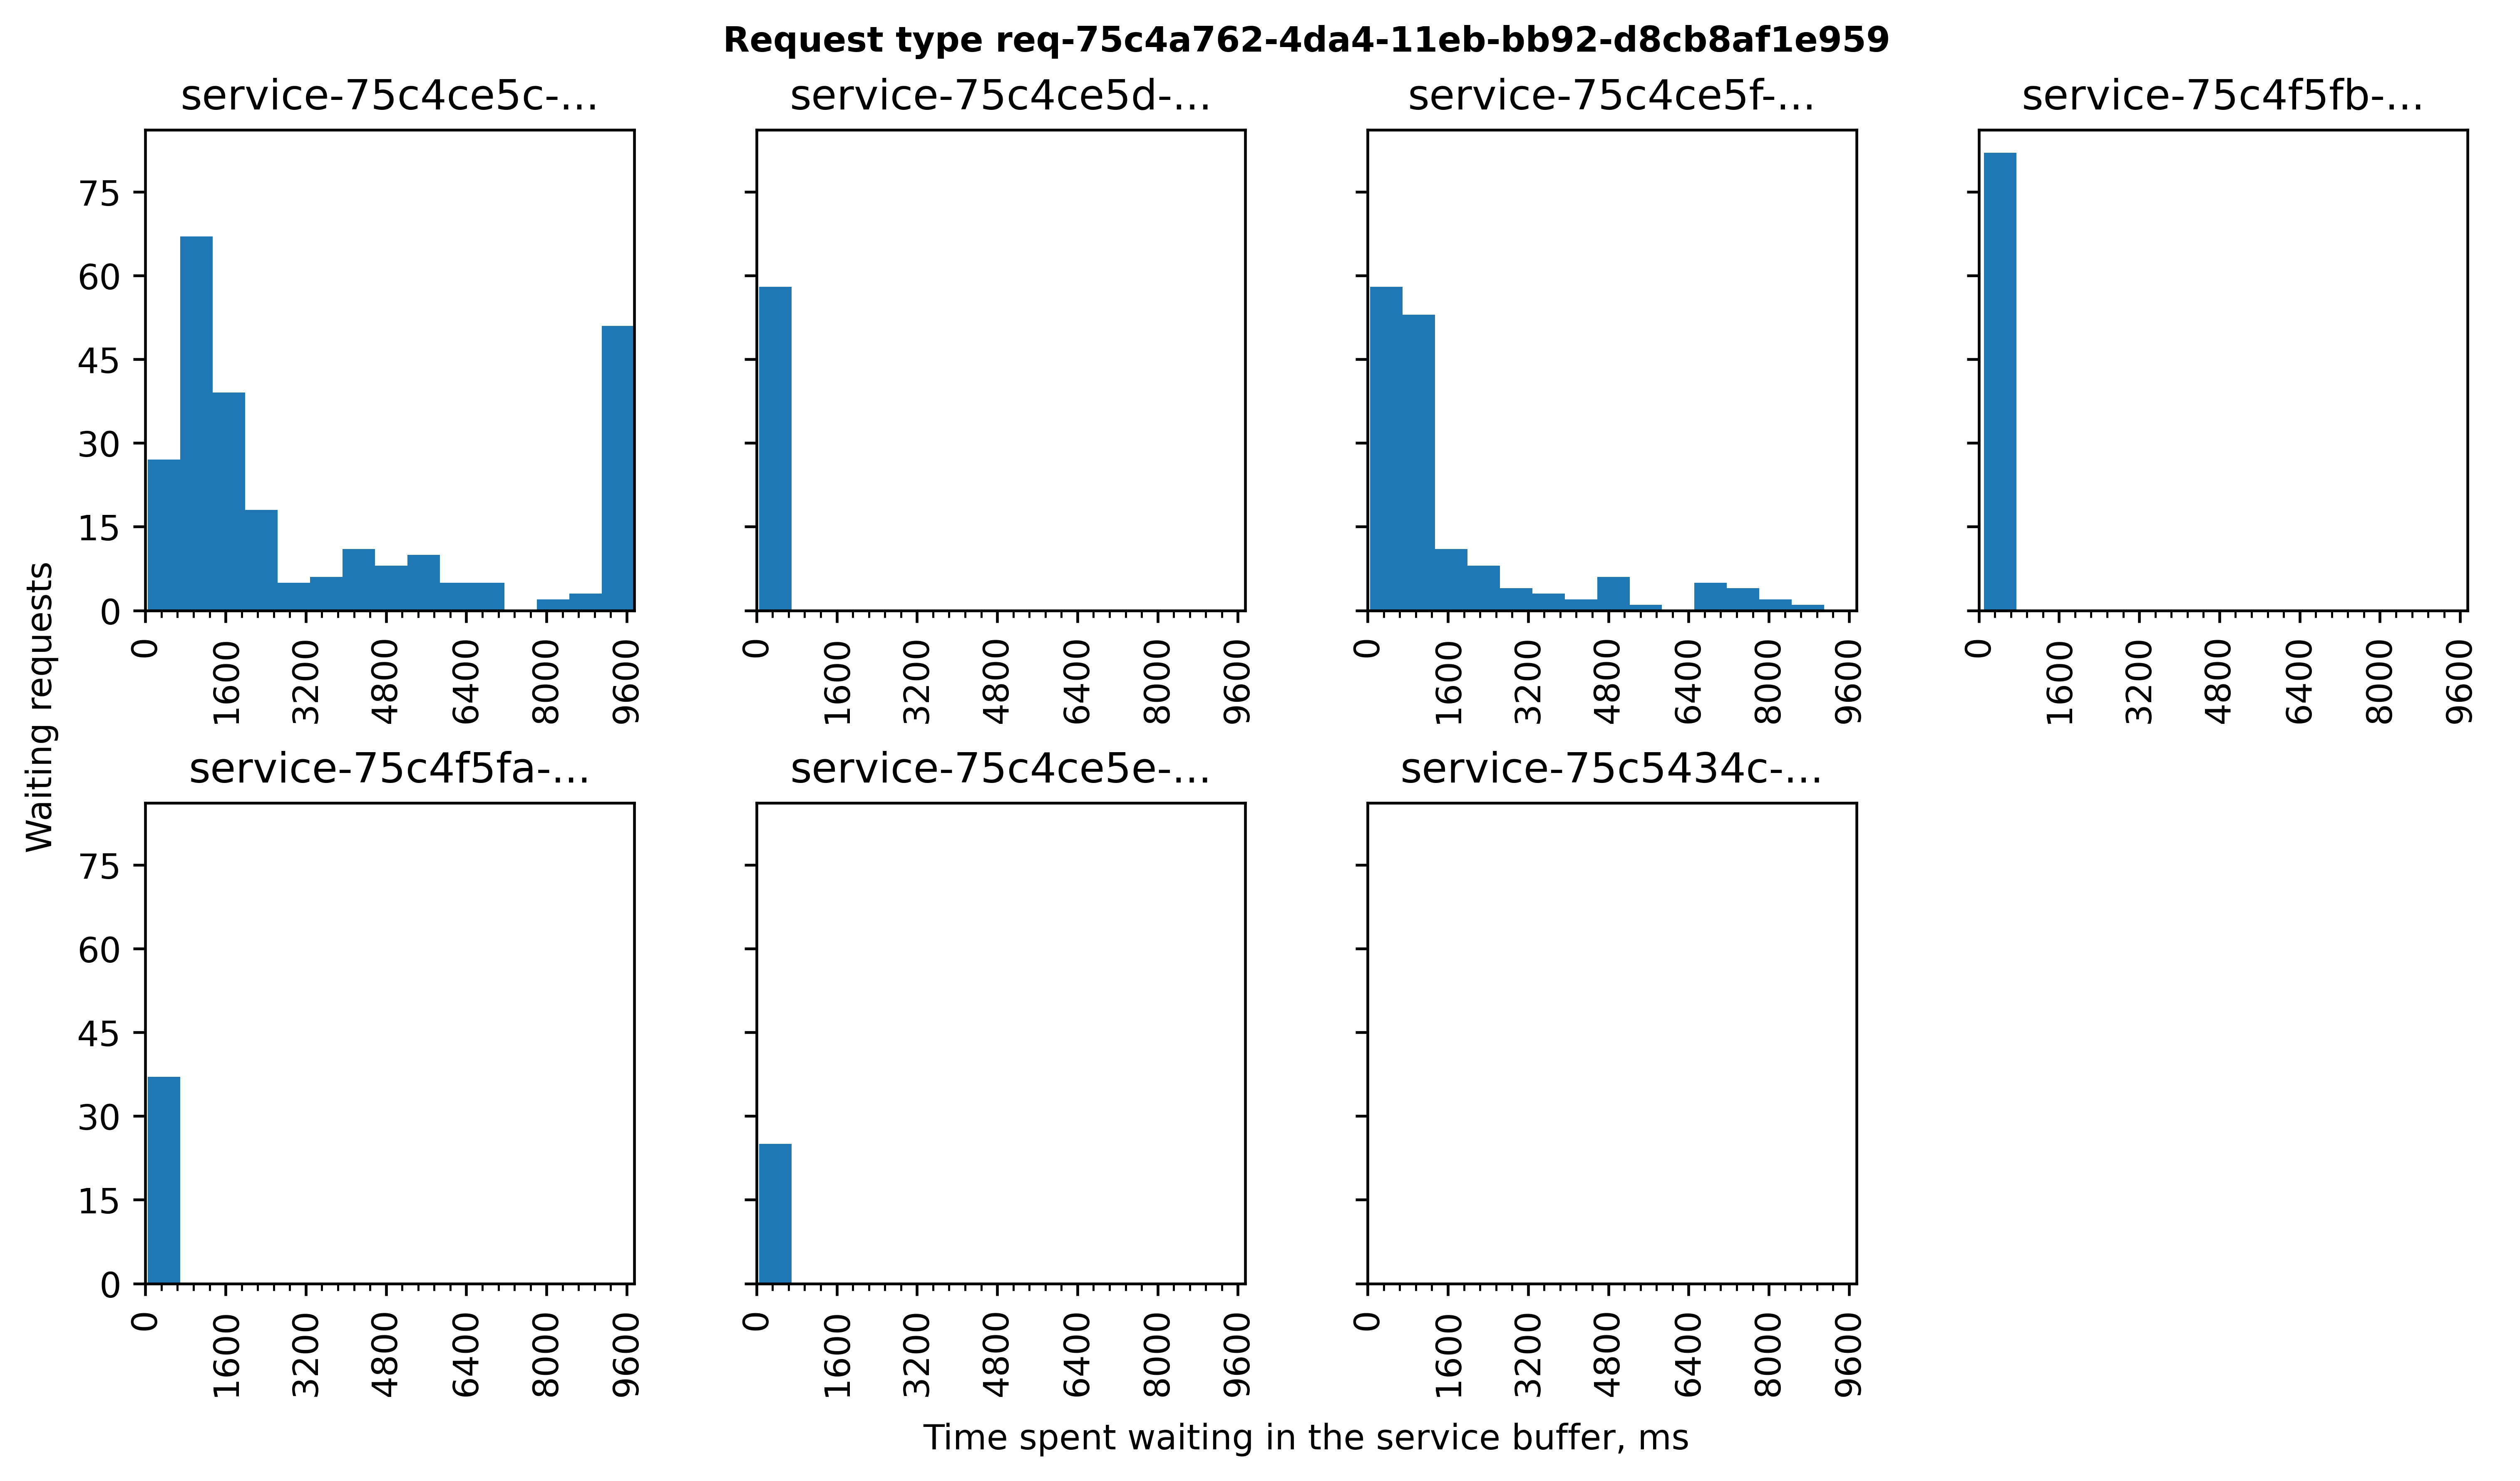 Request type req-75c4a762-4da4-11eb-bb92-d8cb8af1e959
service-75c4ce5c-...
service-75c4ce5d-...
service-75c4ce5f-...
service-75c4f5fb-...
75
60
45
30
15
0
0 1600 3200 4800 6400 8000 9600
0 1600 3200 4800 6400 8000 9600
0 1600 3200 4800 6400 8000 9600
0 1600 3200 4800 6400 8000 9600
Waiting requests
service-75c4f5fa-...
service-75c4ce5e-...
service-75c5434c-...
75
60
45
30
15
0
0 1600 3200 4800 6400 8000 9600
0 1600 3200 4800 6400 8000 9600
0 1600 3200 4800 6400 8000 9600
Time spent waiting in the service buffer, ms